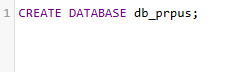 1 CREATE DATABASE db_prpus;